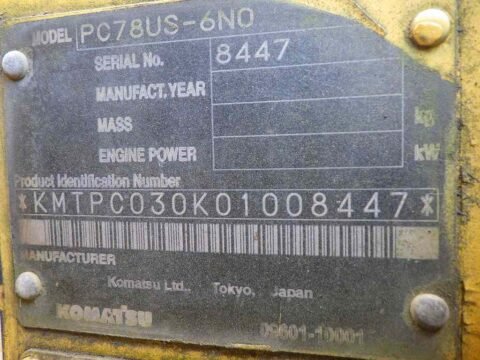 MODEL PC78US-6N0
SERIAL No. 8447
MANUFACT. YEAR
MASS kg
ENGINE POWER kW
Product Identification Number
*KMTPC030K01008447*
MANUFACTURER
Komatsu Ltd., Tokyo, Japan
KOMATSU
09601-10001